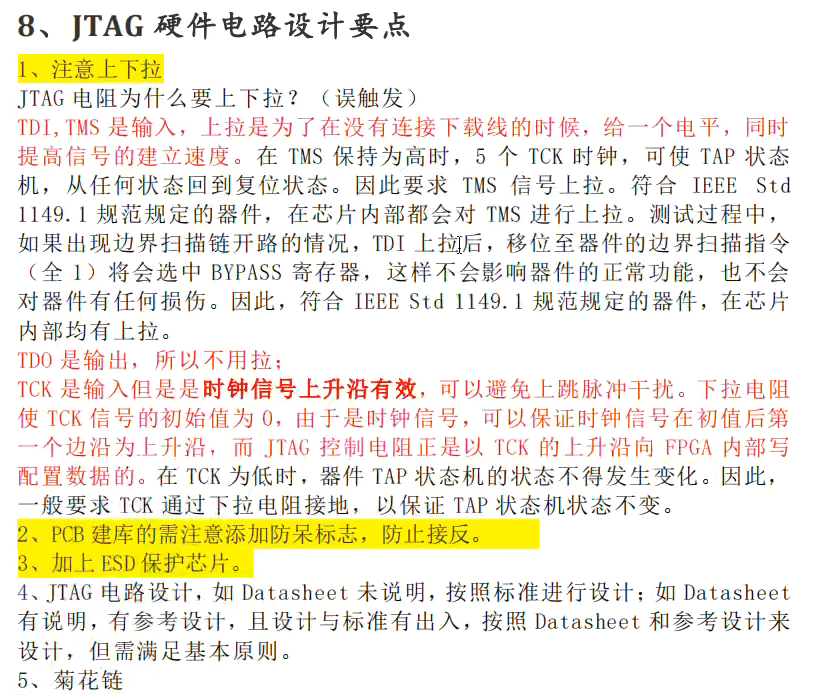 8、JTAG 硬件电路设计要点
1、注意上下拉
JTAG 电阻为什么要上下拉？（误触发）
TDI,TMS 是输入，上拉是为了在没有连接下载线的时候，给一个电平，同时
提高信号的建立速度。在 TMS 保持为高时，5 个 TCK 时钟，可使 TAP 状态
机，从任何状态回到复位状态。因此要求 TMS 信号上拉。符合 IEEE Std
1149.1 规范规定的器件，在芯片内部都会对 TMS 进行上拉。测试过程中，
如果出现边界扫描链开路的情况，TDI 上拉后，移位至器件的边界扫描指令
（全 1）将会选中 BYPASS 寄存器，这样不会影响器件的正常功能，也不会
对器件有任何损伤。因此，符合 IEEE Std 1149.1 规范规定的器件，在芯片
内部均有上拉。
TDO 是输出，所以不用拉；
TCK 是输入但是是时钟信号上升沿有效，可以避免上跳脉冲干扰。下拉电阻
使 TCK 信号的初始值为 0，由于是时钟信号，可以保证时钟信号在初值后第
一个边沿为上升沿，而 JTAG 控制电阻正是以 TCK 的上升沿向 FPGA 内部写
配置数据的。在 TCK 为低时，器件 TAP 状态机的状态不得发生变化。因此，
一般要求 TCK 通过下拉电阻接地，以保证 TAP 状态机状态不变。
2、PCB 建库的需注意添加防呆标志，防止接反。
3、加上 ESD 保护芯片。
4、JTAG 电路设计，如 Datasheet 未说明，按照标准进行设计；如 Datasheet
有说明，有参考设计，且设计与标准有出入，按照 Datasheet 和参考设计来
设计，但需满足基本原则。
5、菊花链